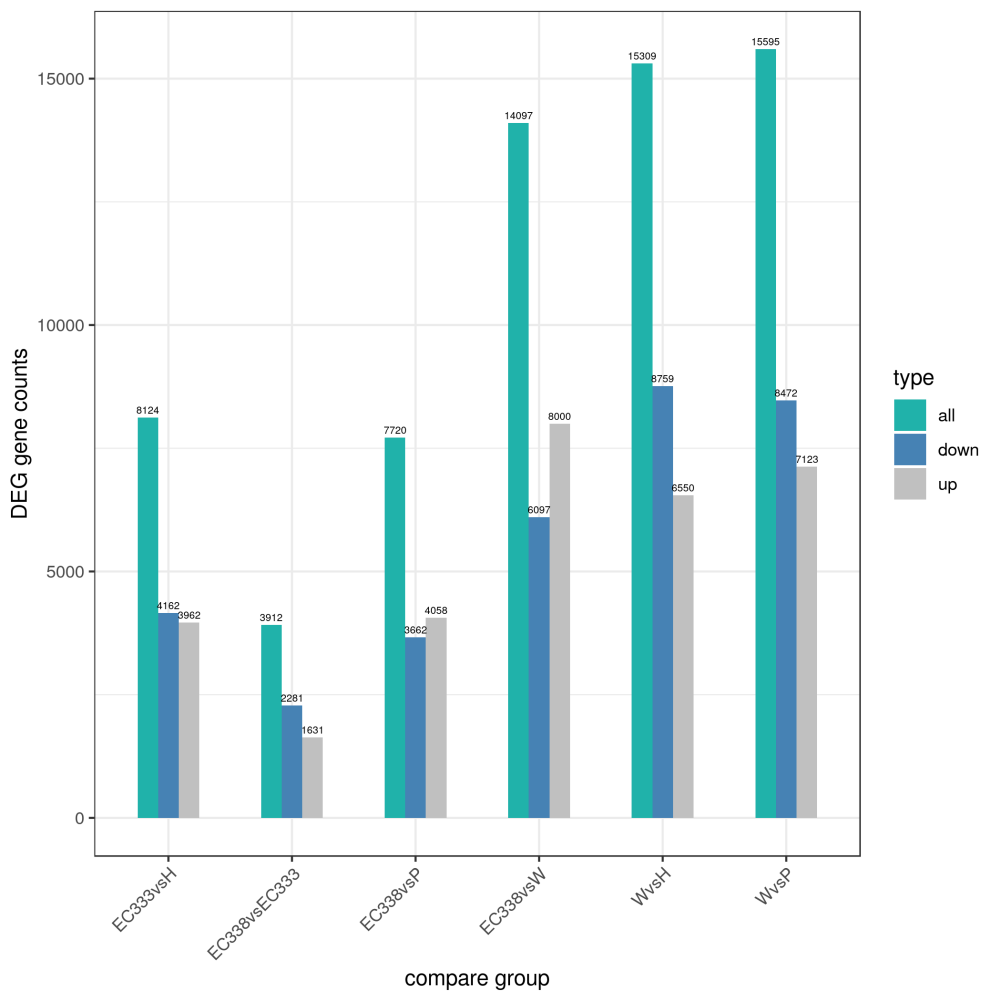 15595
15309
15000
14097
10000
8759
8472
8124
8000
7720
7123
6550
6097
5000
4162
3962
3912
3662
4058
2281
1631
0
DEG gene counts
EC333vsH
EC338vsEC333
EC338vsP
EC338vsW
WvsH
WvsP
compare group
type
all
down
up